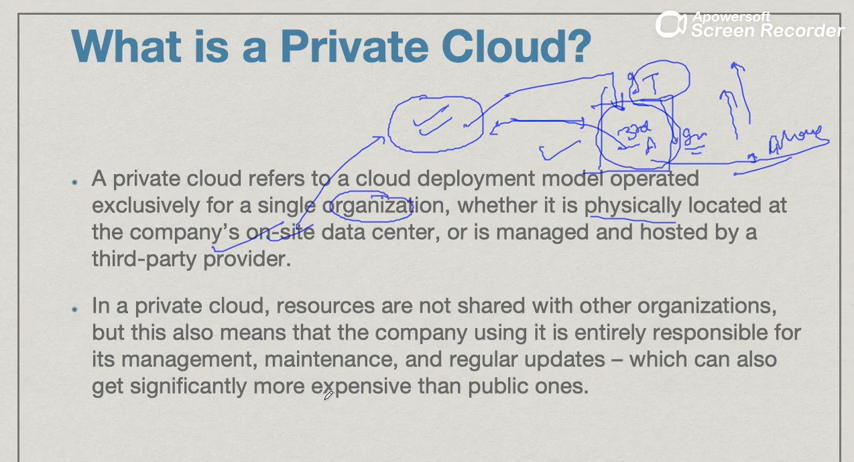 Apowersoft
Screen Recorder
What is a Private Cloud?
T
3rd
A
A private cloud refers to a cloud deployment model operated
exclusively for a single organization, whether it is physically located at
the company's on-site data center, or is managed and hosted by a
third-party provider.
In a private cloud, resources are not shared with other organizations,
but this also means that the company using it is entirely responsible for
its management, maintenance, and regular updates – which can also
get significantly more expensive than public ones.